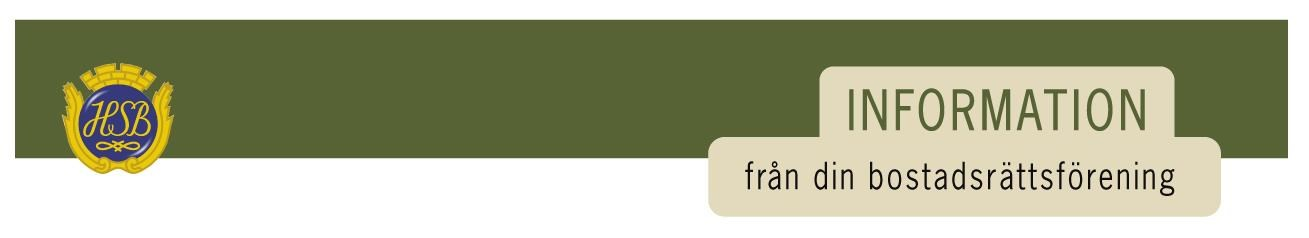 HSB
INFORMATION
från din bostadsrättsförening